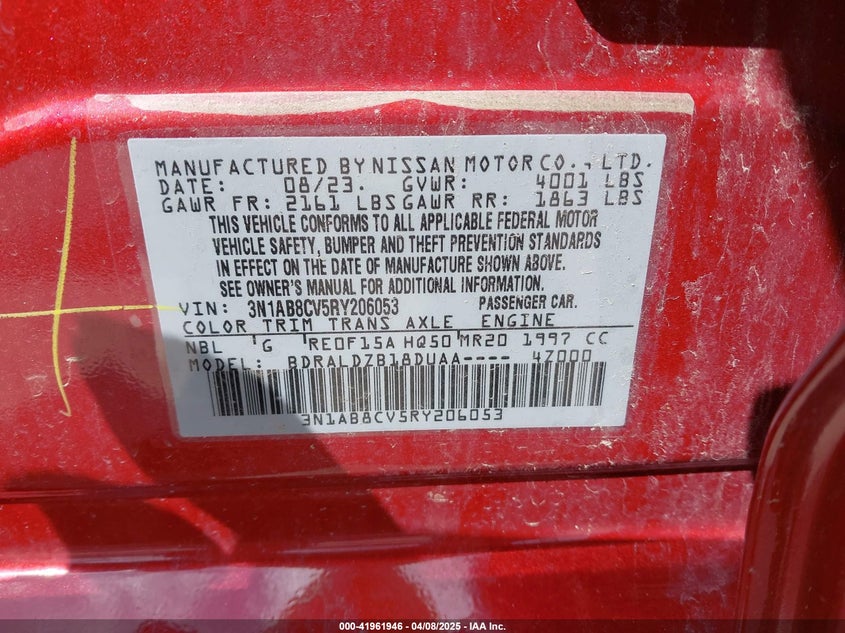 MANUFACTURED BY NISSAN MOTOR CO., LTD.
DATE: 08/23. GVWR: 4001 LBS
GAWR FR: 2161 LBS GAWR RR: 1863 LBS
THIS VEHICLE CONFORMS TO ALL APPLICABLE FEDERAL MOTOR
VEHICLE SAFETY, BUMPER AND THEFT PREVENTION STANDARDS
IN EFFECT ON THE DATE OF MANUFACTURE SHOWN ABOVE.
SEE OWNER'S MANUAL FOR ADDITIONAL INFORMATION.
VIN: 3N1AB8CV5RY206053 PASSENGER CAR.
COLOR TRIM TRANS AXLE ENGINE
NBL G RE0F15A HQ50 MR20 1997 CC
MODEL: BDRALDZB18DUAA---- 47000
3N1AB8CV5RY206053
000-41961946 - 04/08/2025 - IAA Inc.